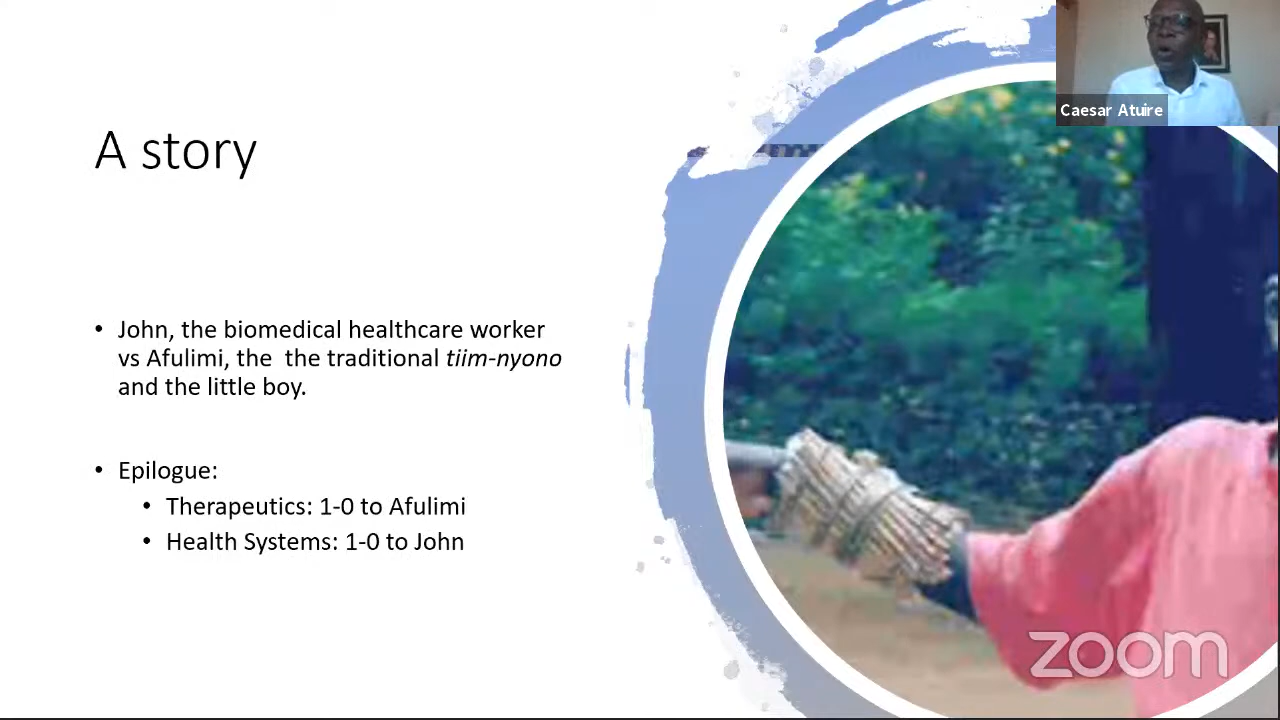 Caesar Atuire
A story
• John, the biomedical healthcare worker
vs Afulimi, the  the traditional tiim-nyono
and the little boy.
• Epilogue:
• Therapeutics: 1-0 to Afulimi
• Health Systems: 1-0 to John
zoom